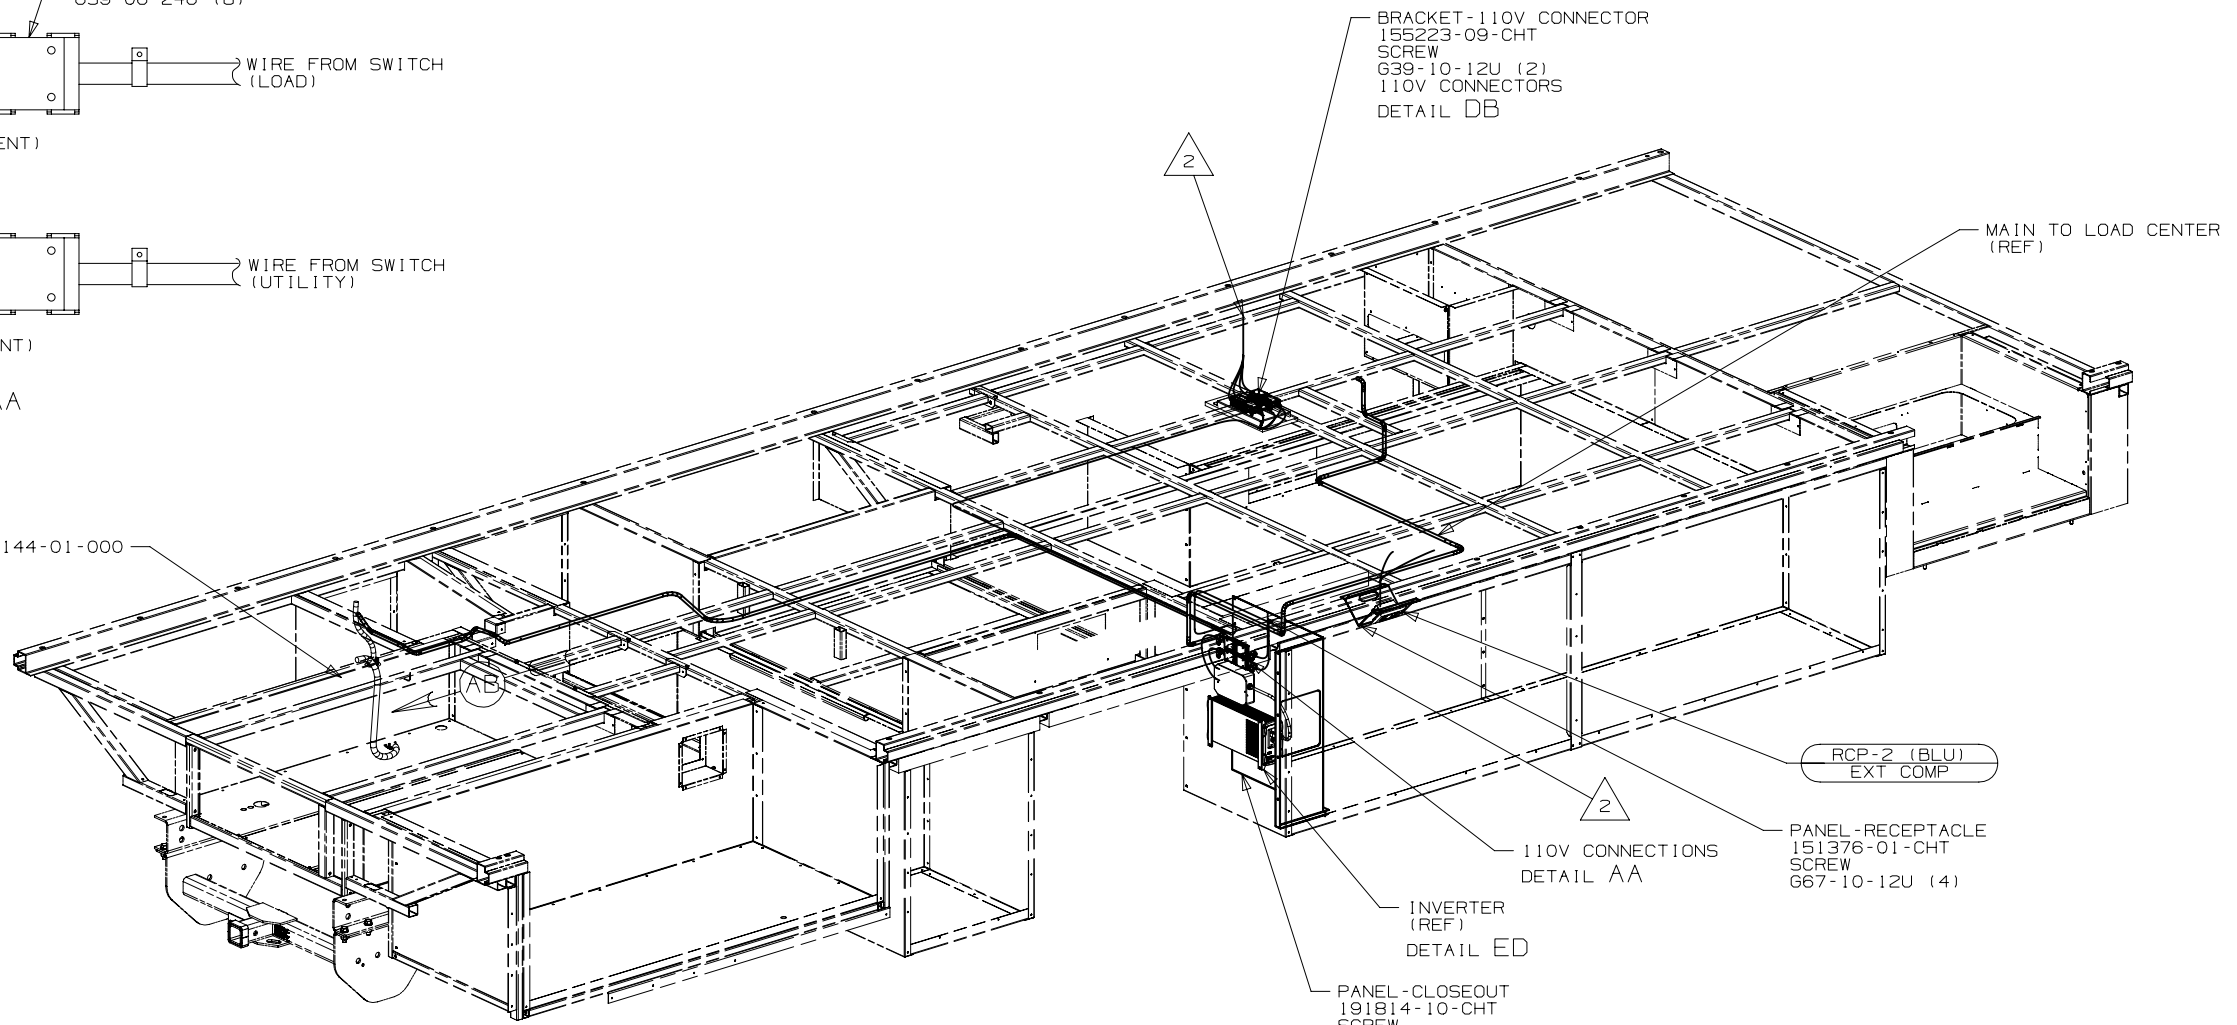 WIRE FROM SWITCH
(LOAD)
WIRE FROM SWITCH
(UTILITY)
144-01-000
AB
2
BRACKET-110V CONNECTOR
155223-09-CHT
SCREW
G39-10-12U (2)
110V CONNECTORS
DETAIL DB
MAIN TO LOAD CENTER
(REF)
RCP-2 (BLU)
EXT COMP
2
PANEL-RECEPTACLE
151376-01-CHT
SCREW
G67-10-12U (4)
110V CONNECTIONS
DETAIL AA
INVERTER
(REF)
DETAIL ED
PANEL-CLOSEOUT
191814-10-CHT
SCREW